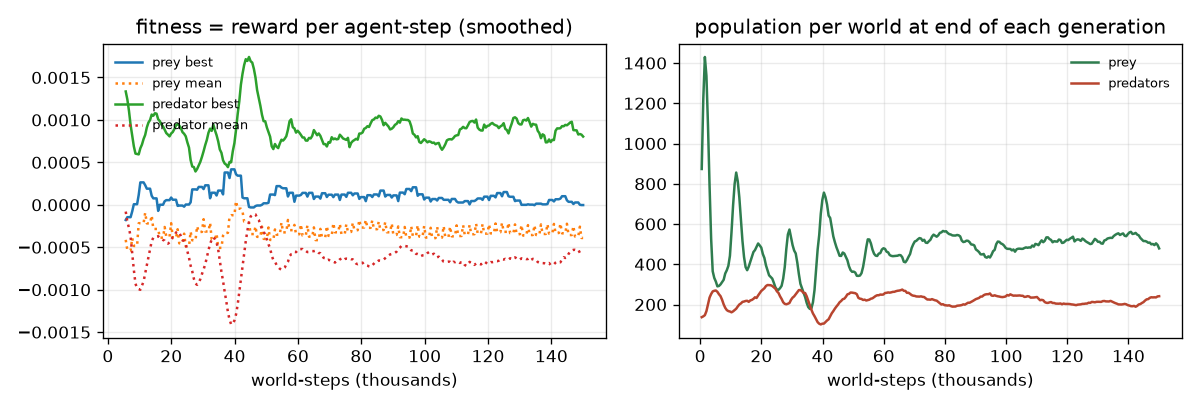 fitness = reward per agent-step (smoothed)
0.0015
0.0010
0.0005
0.0000
−0.0005
−0.0010
−0.0015
prey best
prey mean
predator best
predator mean
0 20 40 60 80 100 120 140
world-steps (thousands)
population per world at end of each generation
1400
1200
1000
800
600
400
200
prey
predators
0 20 40 60 80 100 120 140
world-steps (thousands)